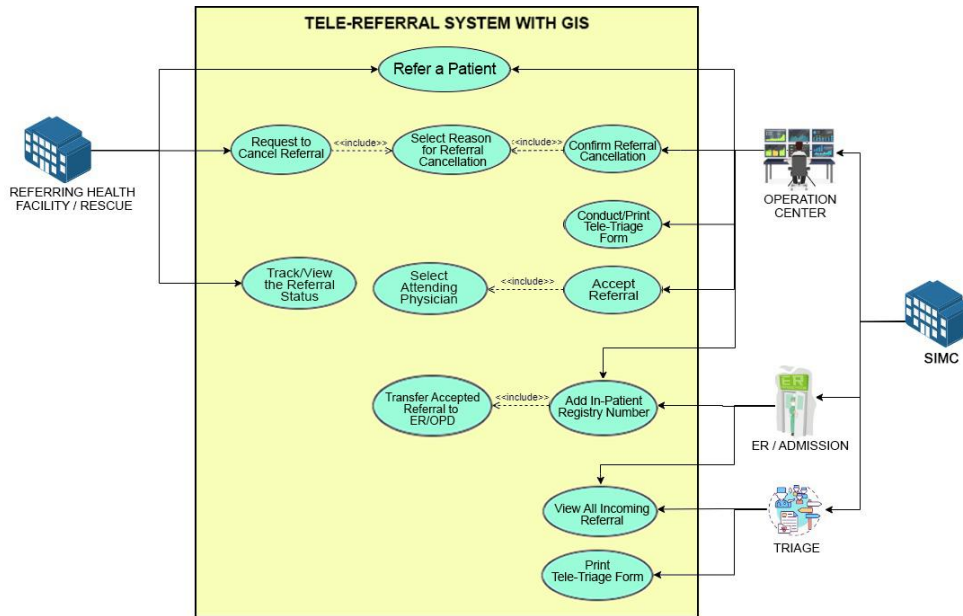 TELE-REFERRAL SYSTEM WITH GIS
Refer a Patient
Request to
Cancel Referral
<<include>>
Select Reason
for Referral
Cancellation
<<include>>
Confirm Referral
Cancellation
REFERRING HEALTH
FACILITY / RESCUE
OPERATION
CENTER
Conduct/Print
Tele-Triage
Form
Track/View
the Referral
Status
Select
Attending
Physician
<<include>>
Accept
Referral
SIMC
Transfer Accepted
Referral to
ER/OPD
<<include>>
Add In-Patient
Registry Number
ER
ER / ADMISSION
View All Incoming
Referral
TRIAGE
Print
Tele-Triage Form